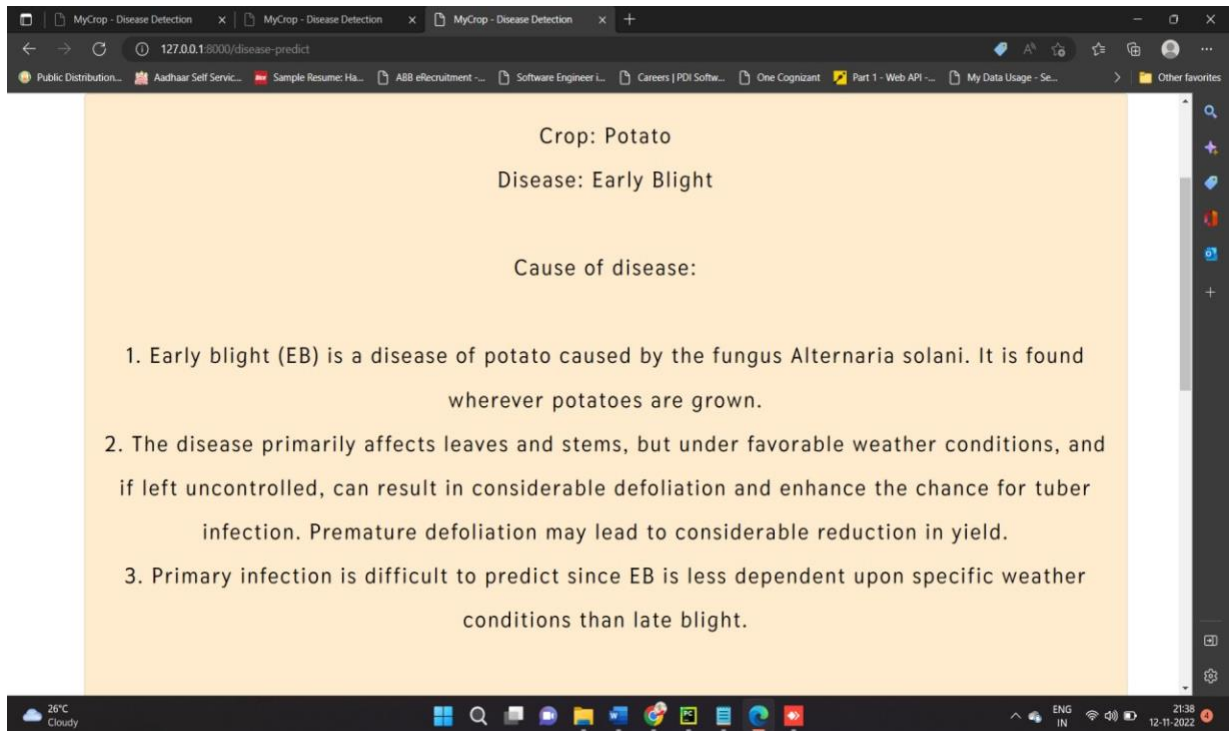 MyCrop - Disease Detection
MyCrop - Disease Detection
MyCrop - Disease Detection
127.0.0.1:8000/disease-predict
Public Distribution...
Aadhaar Self Servic...
Sample Resume: Ha...
ABB eRecruitment -...
Software Engineer i...
Careers | PDI Softw...
One Cognizant
Part 1 - Web API -...
My Data Usage - Se...
Other favorites
Crop: Potato
Disease: Early Blight
Cause of disease:
1. Early blight (EB) is a disease of potato caused by the fungus Alternaria solani. It is found
wherever potatoes are grown.
2. The disease primarily affects leaves and stems, but under favorable weather conditions, and
if left uncontrolled, can result in considerable defoliation and enhance the chance for tuber
infection. Premature defoliation may lead to considerable reduction in yield.
3. Primary infection is difficult to predict since EB is less dependent upon specific weather
conditions than late blight.
26°C
Cloudy
ENG
IN
21:38
12-11-2022
4